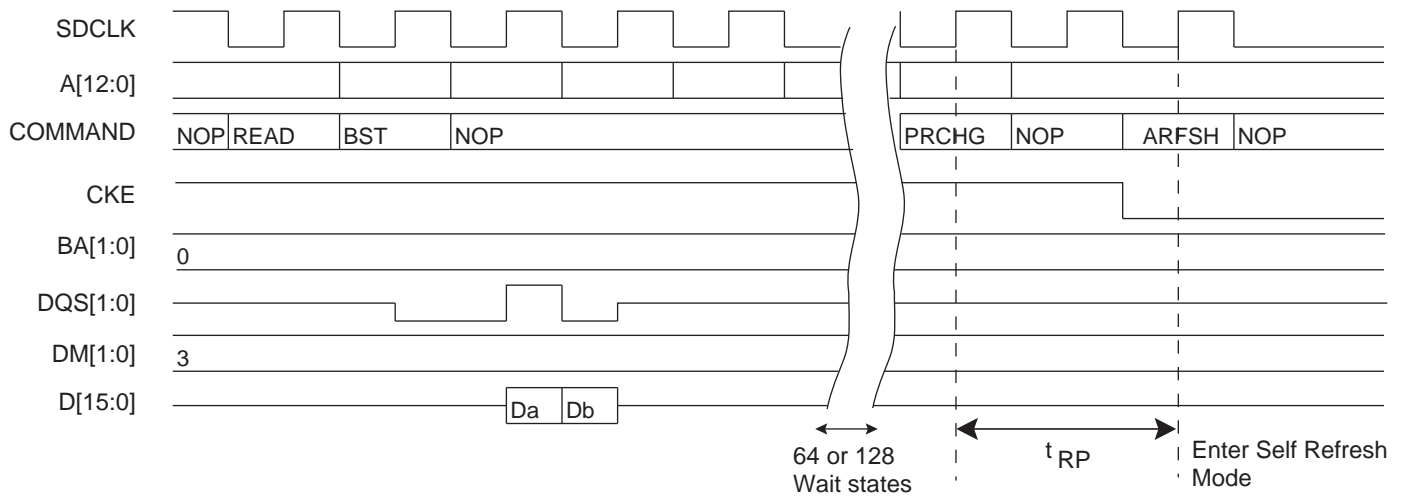 SDCLK
A[12:0]
COMMAND NOP READ BST NOP PRCHG NOP ARFSH NOP
CKE
BA[1:0] 0
DQS[1:0]
DM[1:0] 3
D[15:0] Da Db
64 or 128
Wait states
tRP
Enter Self Refresh
Mode